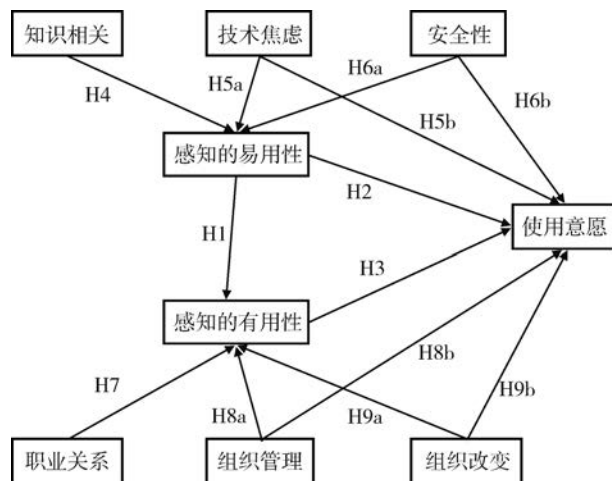 知识相关
技术焦虑
安全性
H4
H5a
H6a
H5b
H6b
感知的易用性
H2
使用意愿
H1
H3
感知的有用性
H7
H8a
H9a
H8b
H9b
职业关系
组织管理
组织改变